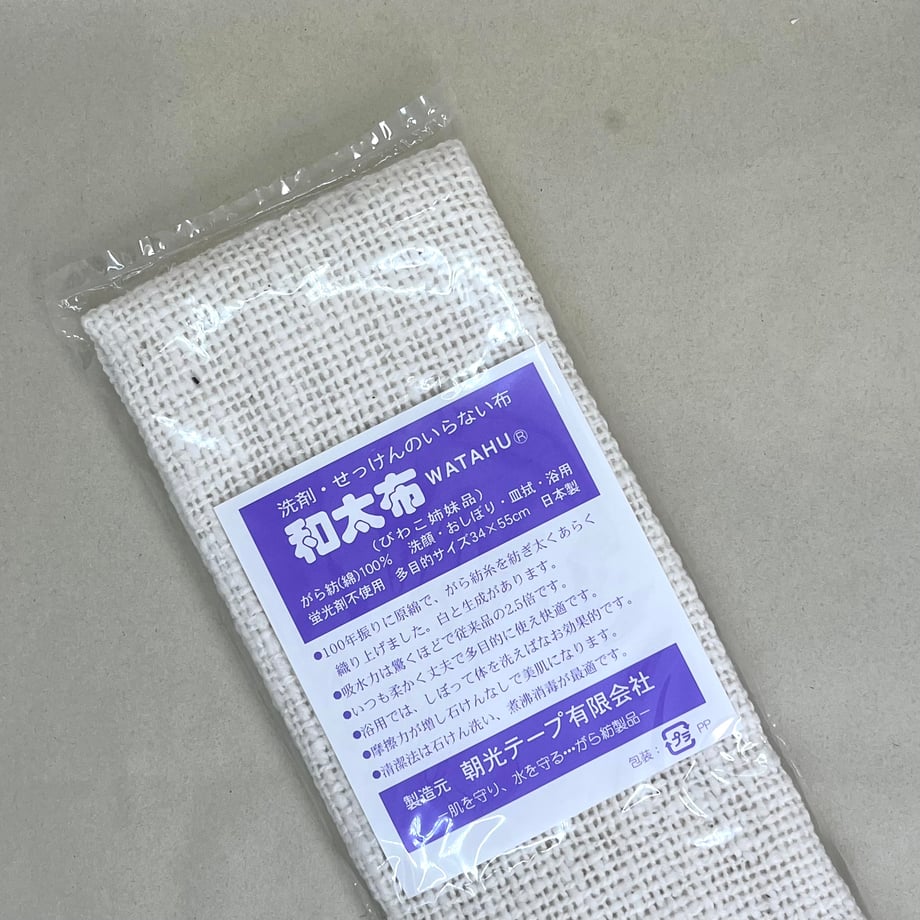 洗剤・せっけんのいらない布
和太布 WATAHU®
(びわこ姉妹品)
がら紡(綿)100% 洗顔・おしぼり・皿拭・浴用
蛍光剤不使用 多目的サイズ34×55cm 日本製
●100年振りに原綿で、がら紡糸を紡ぎ太くあらく
織り上げました。白と生成があります。
●吸水力は驚くほどで従来品の2.5倍です。
●いつも柔かく丈夫で多目的に使え快適です。
●浴用では、しぼって体を洗えばなお効果的です。
●摩擦力が増し石けんなしで美肌になります。
●清潔法は石けん洗い、煮沸消毒が最適です。
製造元 朝光テープ有限会社
―肌を守り、水を守る…がら紡製品―
包装: プラ PP